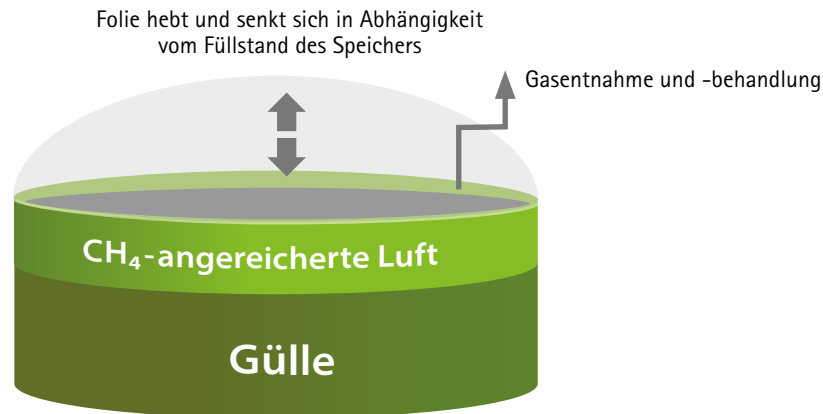 Folie hebt und senkt sich in Abhängigkeit
vom Füllstand des Speichers
Gasentnahme und -behandlung
CH₄-angereicherte Luft
Gülle